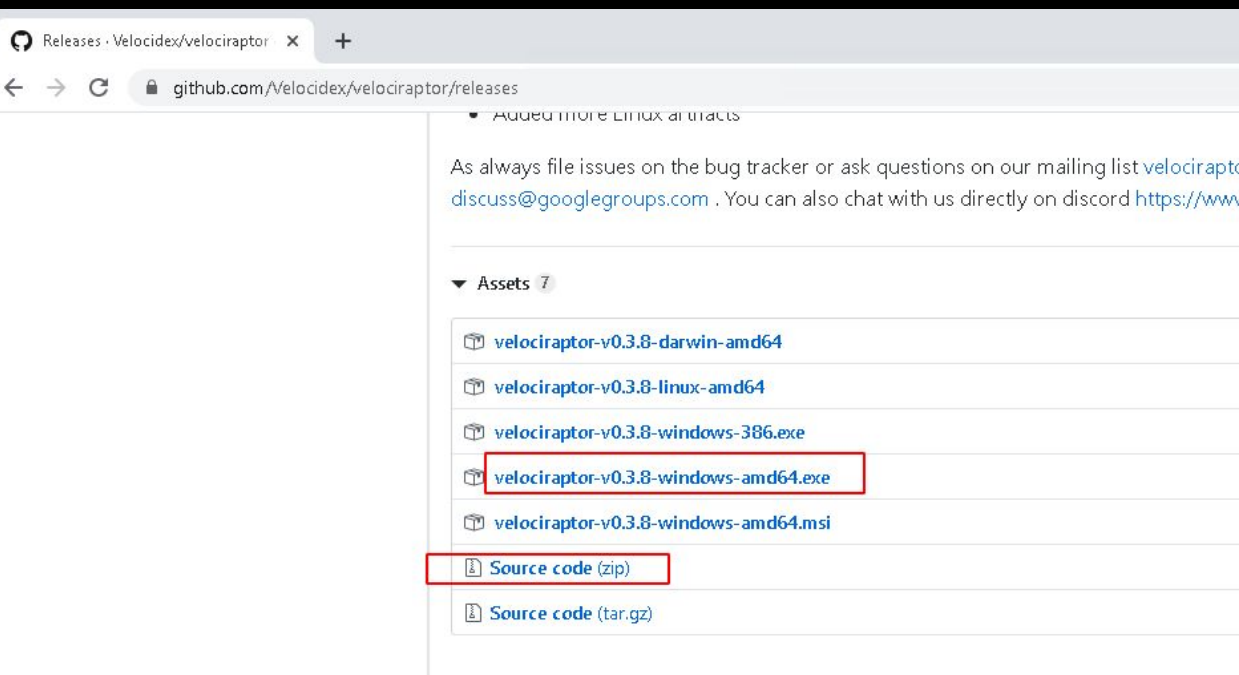 Releases · Velocidex/velociraptor
github.com/Velocidex/velociraptor/releases
Added more Linux artifacts
As always file issues on the bug tracker or ask questions on our mailing list
discuss@googlegroups.com . You can also chat with us directly on discord
Assets 7
velociraptor-v0.3.8-darwin-amd64
velociraptor-v0.3.8-linux-amd64
velociraptor-v0.3.8-windows-386.exe
velociraptor-v0.3.8-windows-amd64.exe
velociraptor-v0.3.8-windows-amd64.msi
Source code (zip)
Source code (tar.gz)